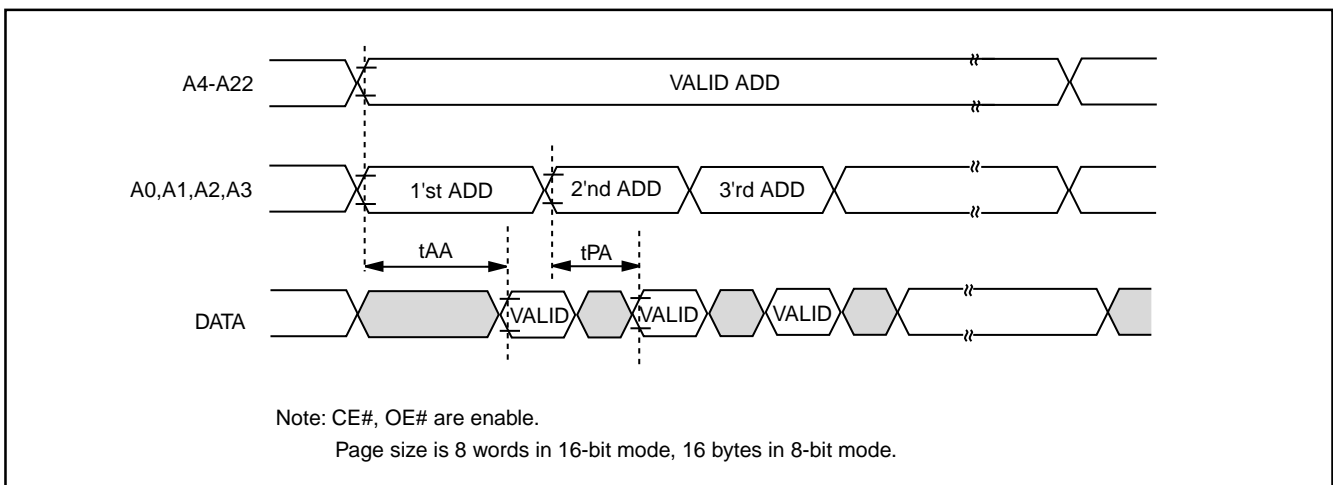 A4-A22
VALID ADD
A0,A1,A2,A3
1'st ADD
2'nd ADD
3'rd ADD
tAA
tPA
DATA
VALID
VALID
VALID
Note: CE#, OE# are enable.
Page size is 8 words in 16-bit mode, 16 bytes in 8-bit mode.